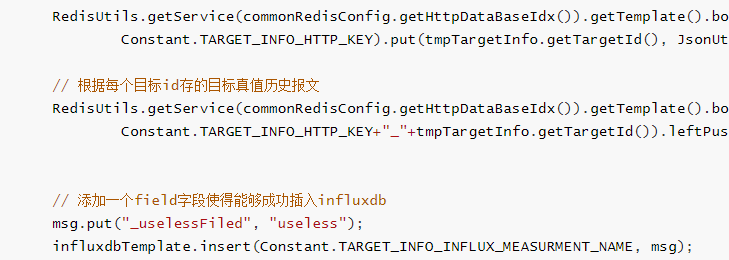 RedisUtils.getService(commonRedisConfig.getHttpDataBaseIdx()).getTemplate().bo
Constant.TARGET_INFO_HTTP_KEY).put(tmpTargetInfo.getTargetId(), JsonUt
// 根据每个目标id存的目标真值历史报文
RedisUtils.getService(commonRedisConfig.getHttpDataBaseIdx()).getTemplate().bo
Constant.TARGET_INFO_HTTP_KEY+"_"+tmpTargetInfo.getTargetId()).leftPus
// 添加一个field字段使得能够成功插入influxdb
msg.put("_uselessFiled", "useless");
influxdbTemplate.insert(Constant.TARGET_INFO_INFLUX_MEASURMENT_NAME, msg);